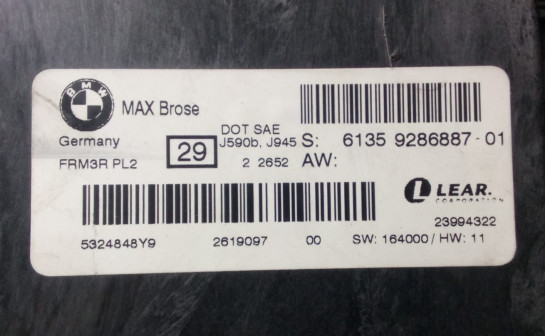 BMW
MAX Brose
Germany
FRM3R PL2
29
DOT SAE
J590b, J945
2 2652
S: 6135 9286887-01
AW:
LEAR.
CORPORATION
23994322
5324848Y9 2619097 00 SW: 164000 / HW: 11